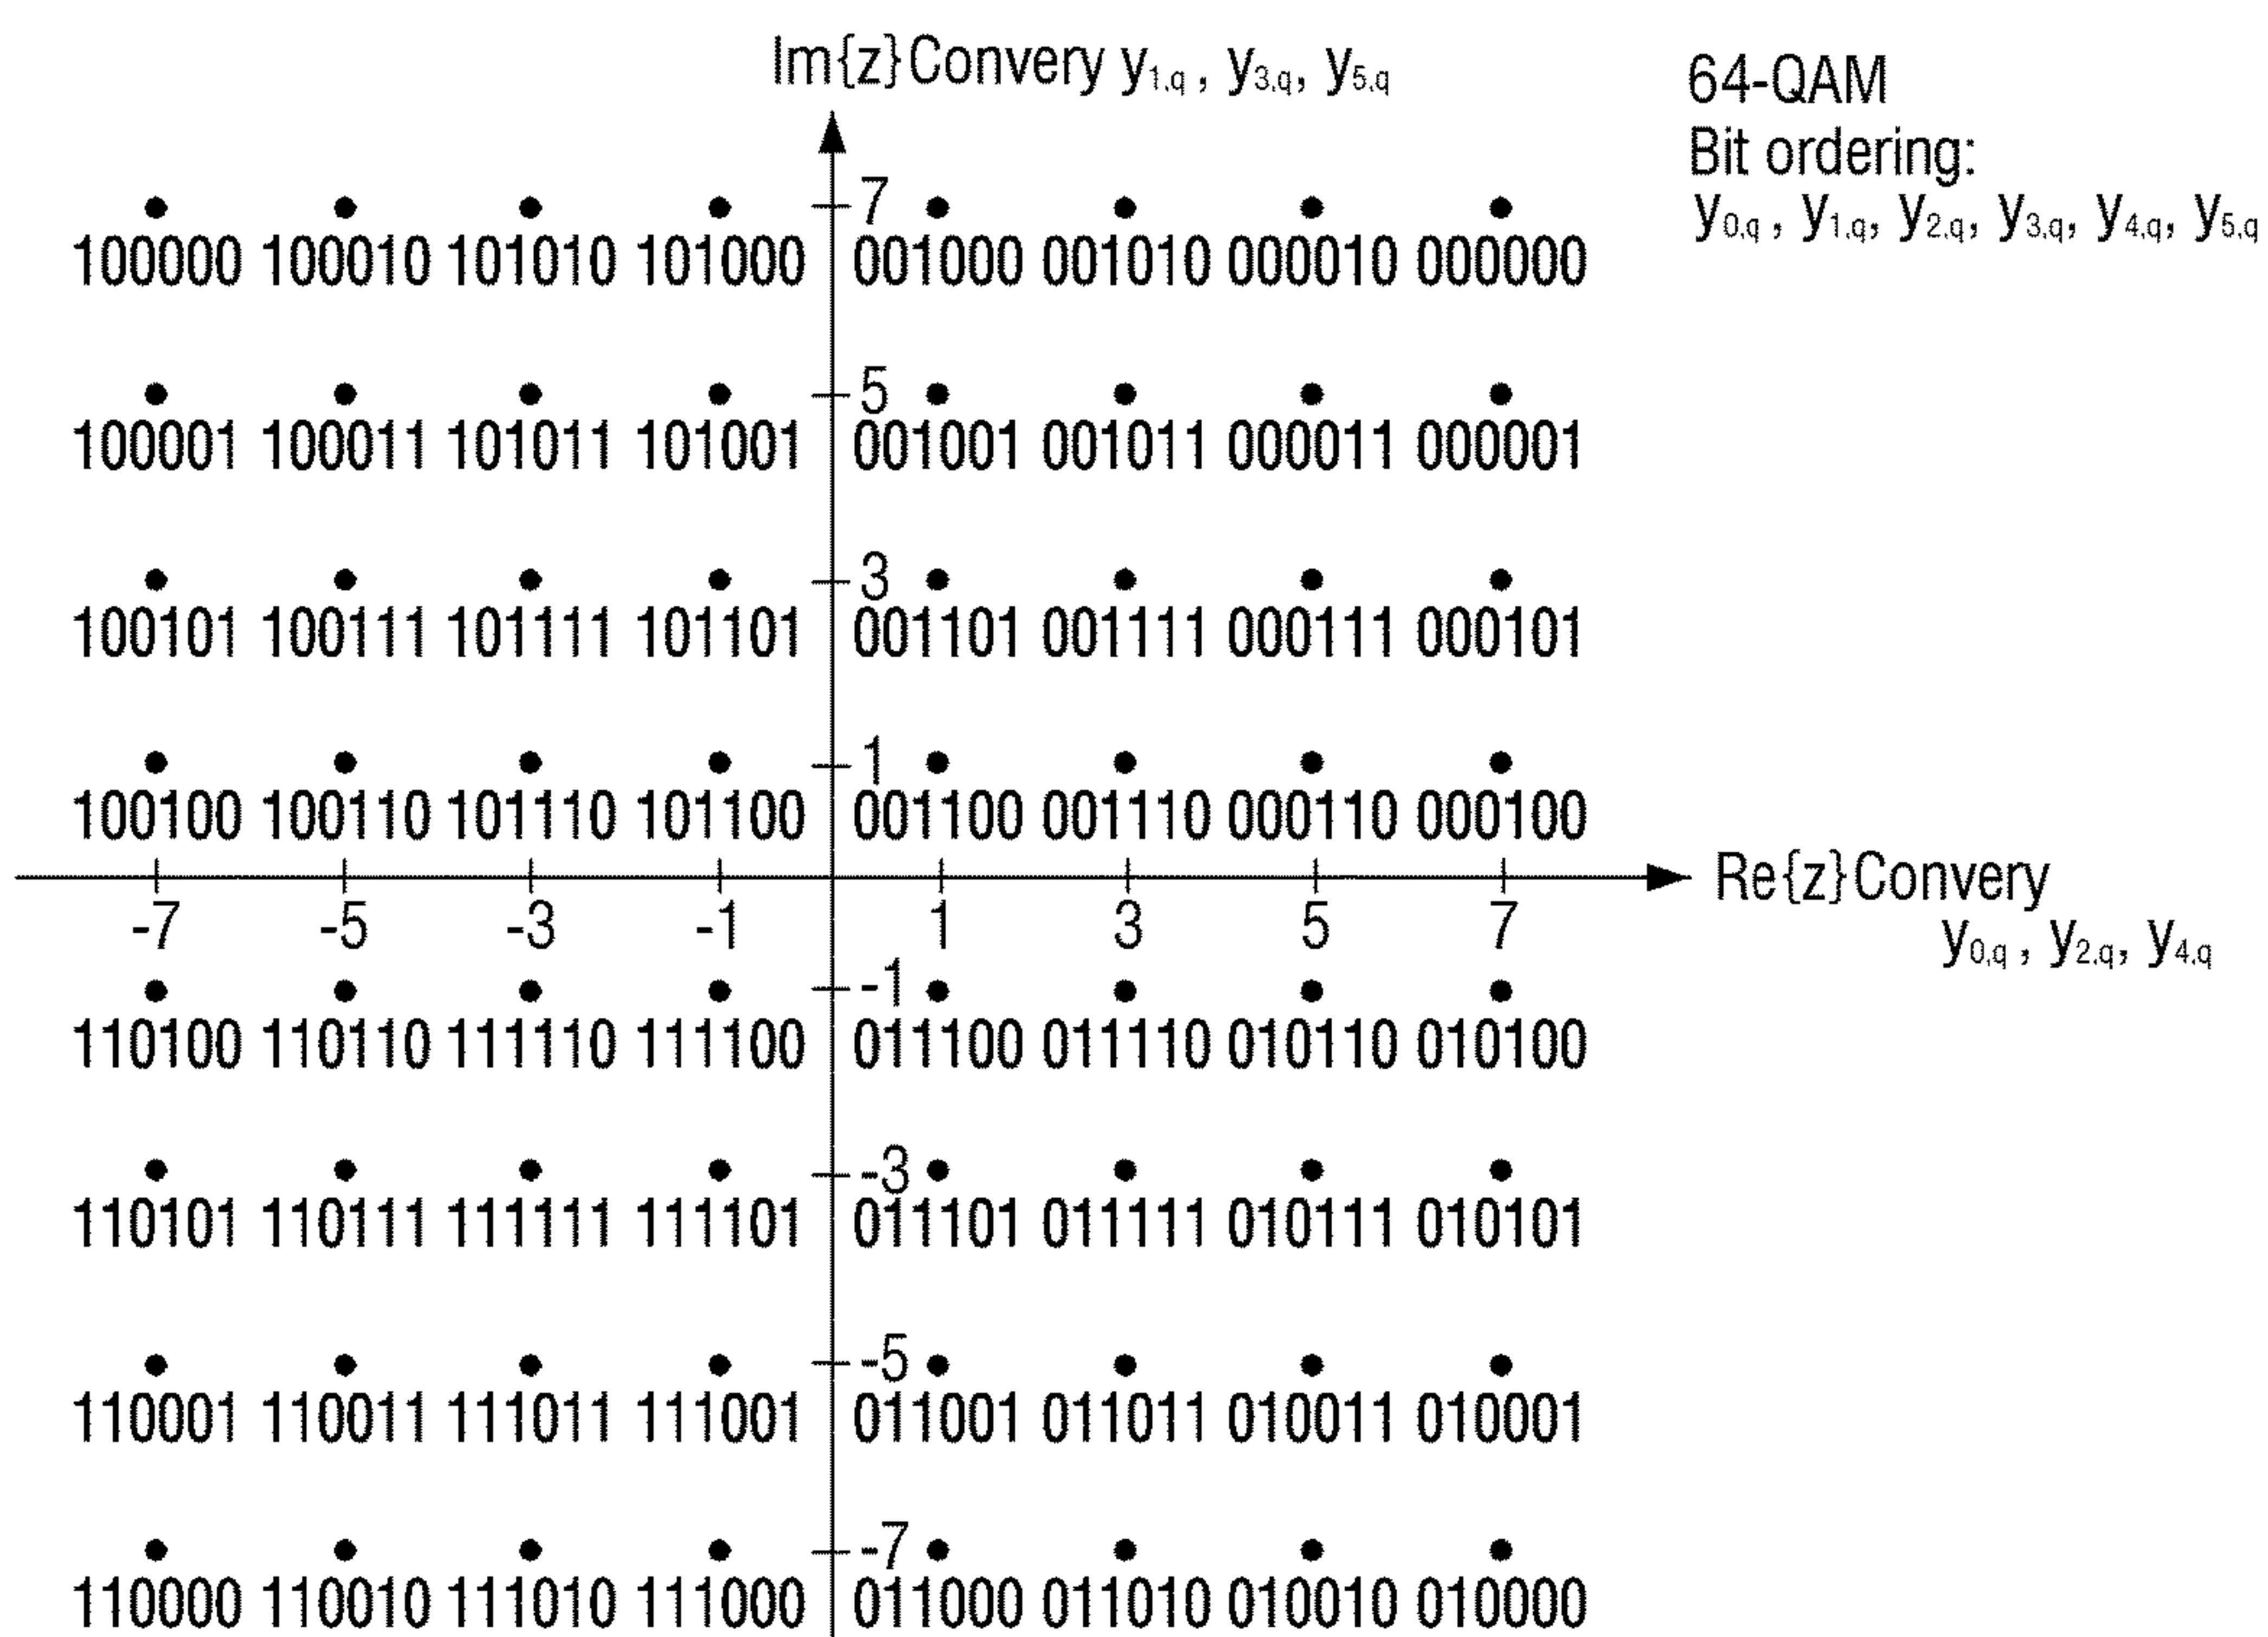 Im{z}Convery y1,q , y3,q, y5,q
64-QAM
Bit ordering:
y0,q , y1,q, y2,q, y3,q, y4,q, y5,q
7
100000 100010 101010 101000 001000 001010 000010 000000
5
100001 100011 101011 101001 001001 001011 000011 000001
3
100101 100111 101111 101101 001101 001111 000111 000101
1
100100 100110 101110 101100 001100 001110 000110 000100
Re{z}Convery
-7 -5 -3 -1 1 3 5 7
y0,q , y2,q, y4,q
-1
110100 110110 111110 111100 011100 011110 010110 010100
-3
110101 110111 111111 111101 011101 011111 010111 010101
-5
110001 110011 111011 111001 011001 011011 010011 010001
-7
110000 110010 111010 111000 011000 011010 010010 010000